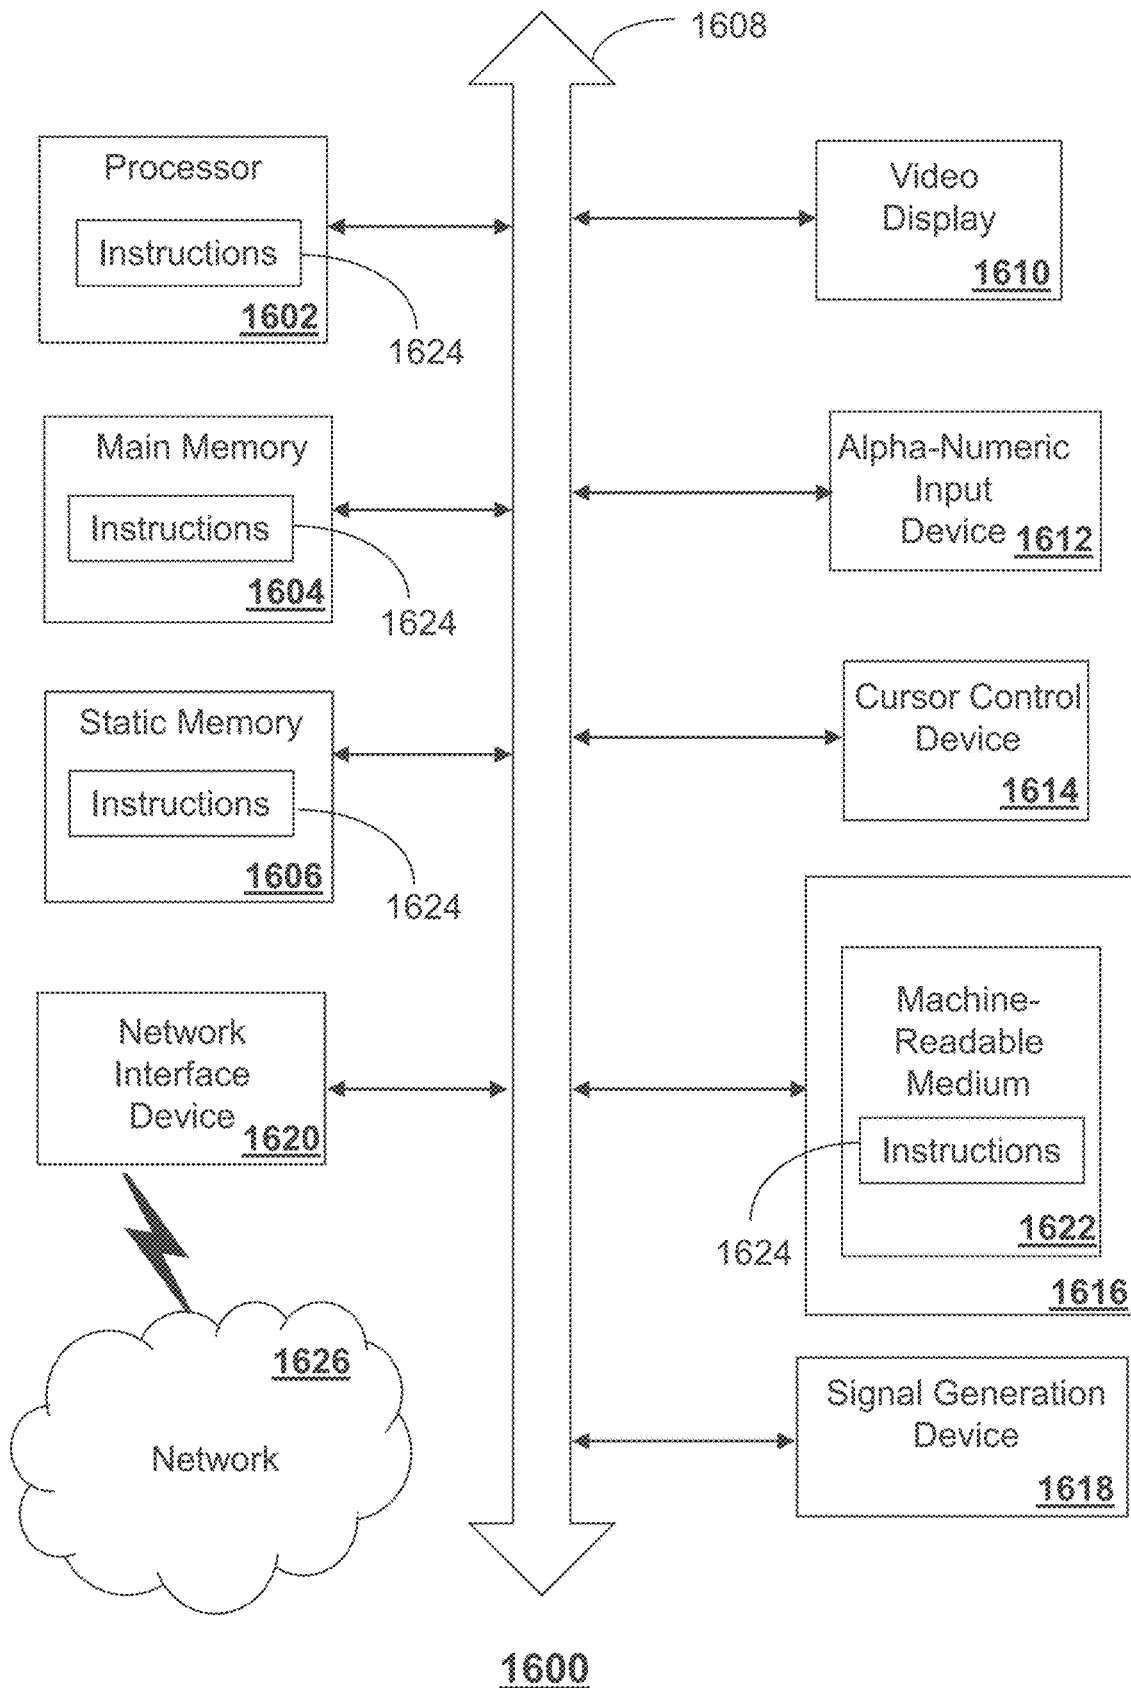 1608
Processor
Instructions
1602
1624
Video
Display
1610
Main Memory
Instructions
1604
1624
Alpha-Numeric
Input
Device
1612
Static Memory
Instructions
1606
1624
Cursor Control
Device
1614
Network
Interface
Device
1620
Machine-
Readable
Medium
Instructions
1624
1622
1616
1626
Network
Signal Generation
Device
1618
1600